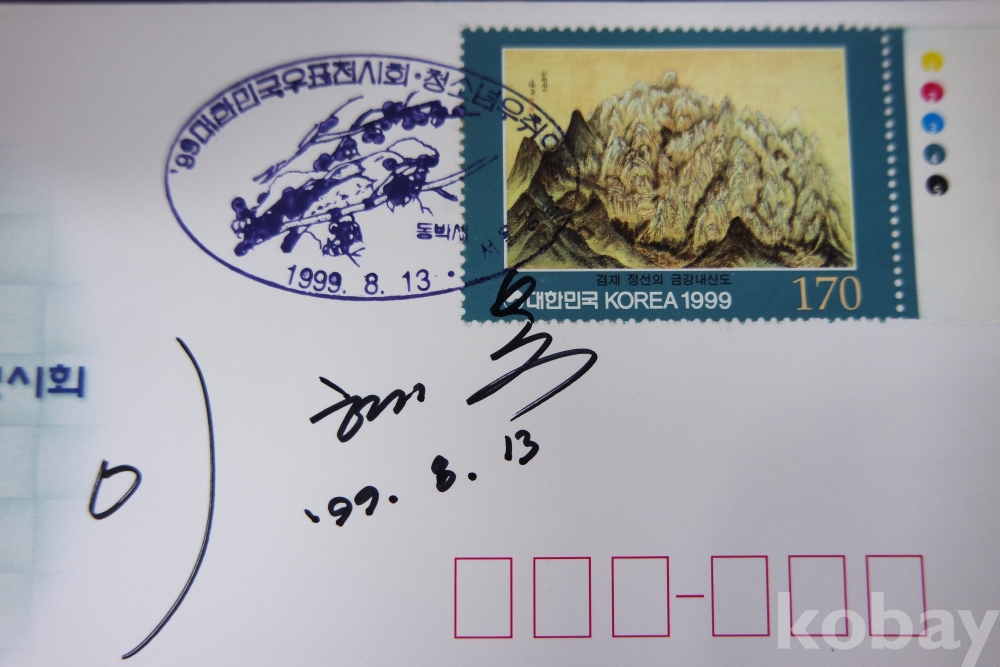 '99대한민국우표전시회·청소년우취
동박새
1999. 8. 13 ·
겸재 정선의 금강내산도
대한민국 KOREA 1999
170
시회
이
'99. 8. 13
kobay